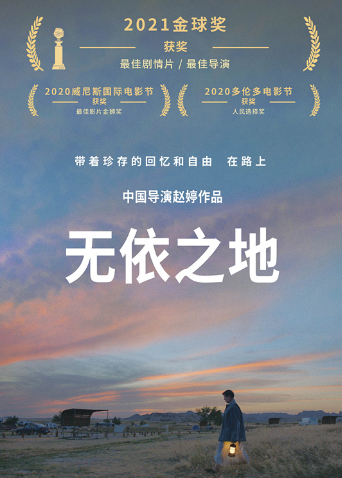 2021金球奖
获奖
最佳剧情片 / 最佳导演
2020威尼斯国际电影节
获奖
最佳影片金狮奖
2020多伦多电影节
获奖
人民选择奖
带着珍存的回忆和自由 在路上
中国导演赵婷作品
无依之地